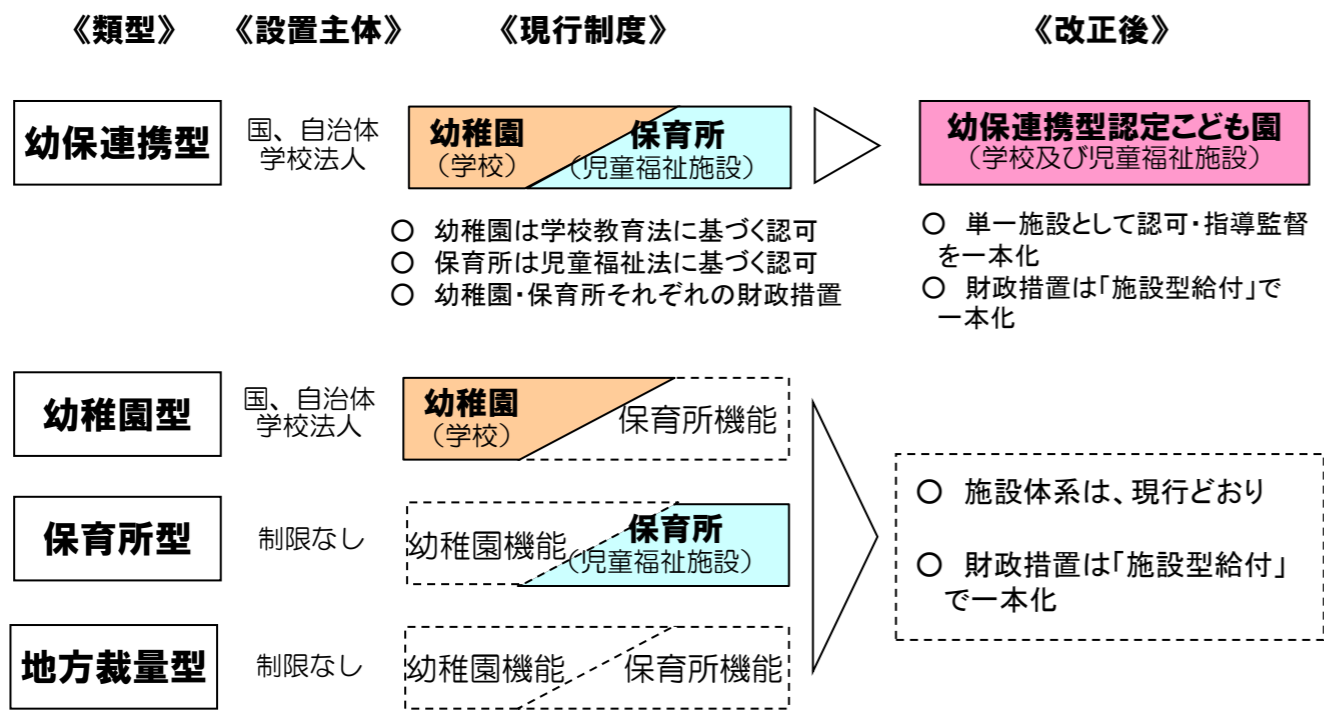 《類型》 《設置主体》 《現行制度》 《改正後》
幼保連携型
国、自治体
学校法人
幼稚園
(学校)
保育所
(児童福祉施設)
幼保連携型認定こども園
(学校及び児童福祉施設)
○ 幼稚園は学校教育法に基づく認可
○ 保育所は児童福祉法に基づく認可
○ 幼稚園・保育所それぞれの財政措置
○ 単一施設として認可・指導監督
を一本化
○ 財政措置は「施設型給付」で
一本化
幼稚園型
国、自治体
学校法人
幼稚園
(学校)
保育所機能
保育所型
制限なし
幼稚園機能
保育所
(児童福祉施設)
地方裁量型
制限なし
幼稚園機能
保育所機能
○ 施設体系は、現行どおり
○ 財政措置は「施設型給付」
で一本化